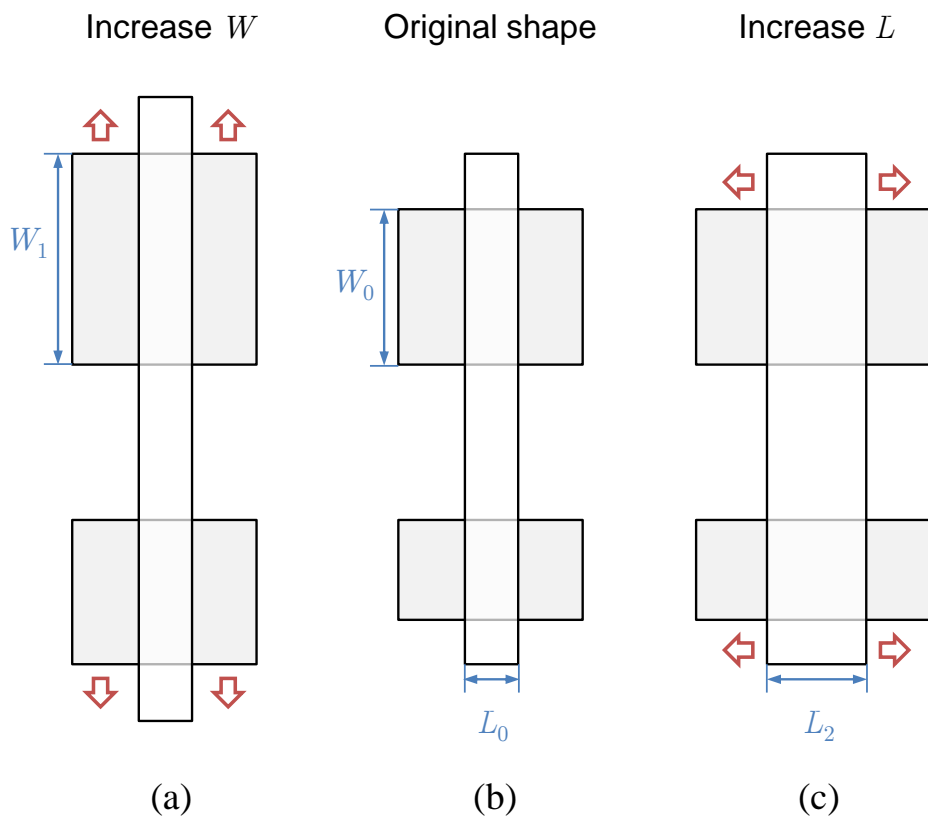 Increase W
Original shape
Increase L
W₁
W₀
L₀
L₂
(a)
(b)
(c)